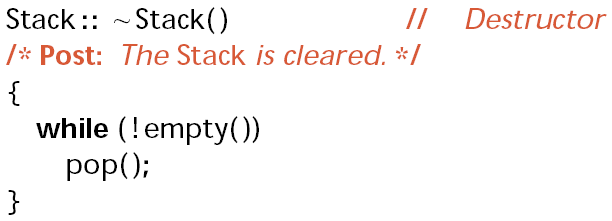 Stack :: ~Stack() // Destructor
/* Post: The Stack is cleared. */
{
while (!empty())
pop();
}